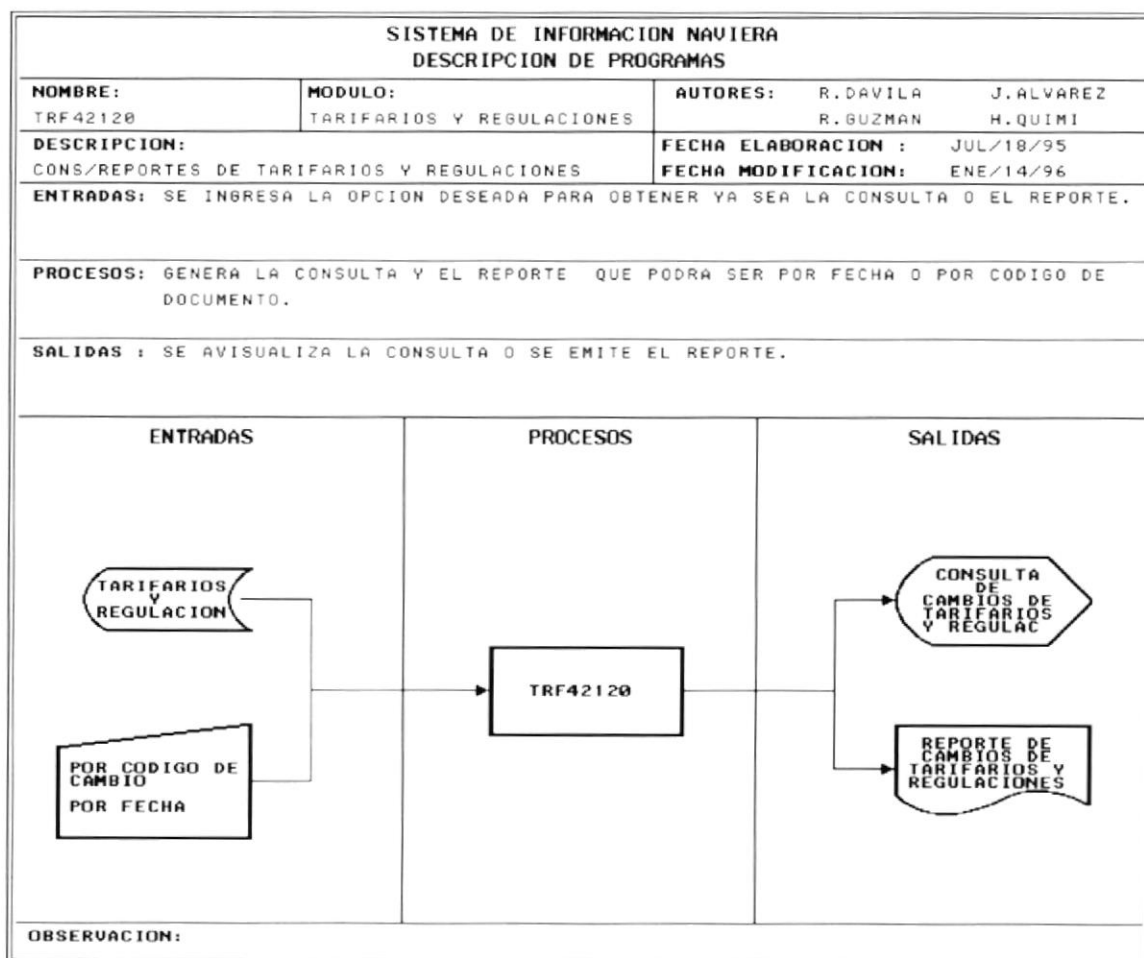 SISTEMA DE INFORMACION NAVIERA
DESCRIPCION DE PROGRAMAS
NOMBRE:
TRF42120
MODULO:
TARIFARIOS Y REGULACIONES
AUTORES: R.DAVILA J.ALVAREZ
R.GUZMAN H.QUIMI
DESCRIPCION:
CONS/REPORTES DE TARIFARIOS Y REGULACIONES
FECHA ELABORACION : JUL/18/95
FECHA MODIFICACION: ENE/14/96
ENTRADAS: SE INGRESA LA OPCION DESEADA PARA OBTENER YA SEA LA CONSULTA O EL REPORTE.
PROCESOS: GENERA LA CONSULTA Y EL REPORTE QUE PODRA SER POR FECHA O POR CODIGO DE
DOCUMENTO.
SALIDAS : SE AVISUALIZA LA CONSULTA O SE EMITE EL REPORTE.
ENTRADAS
PROCESOS
SALIDAS
TARIFARIOS
Y
REGULACION
POR CODIGO DE
CAMBIO
POR FECHA
TRF42120
CONSULTA
DE
CAMBIOS DE
TARIFARIOS
Y REGULAC
REPORTE DE
CAMBIOS DE
TARIFARIOS Y
REGULACIONES
OBSERVACION: